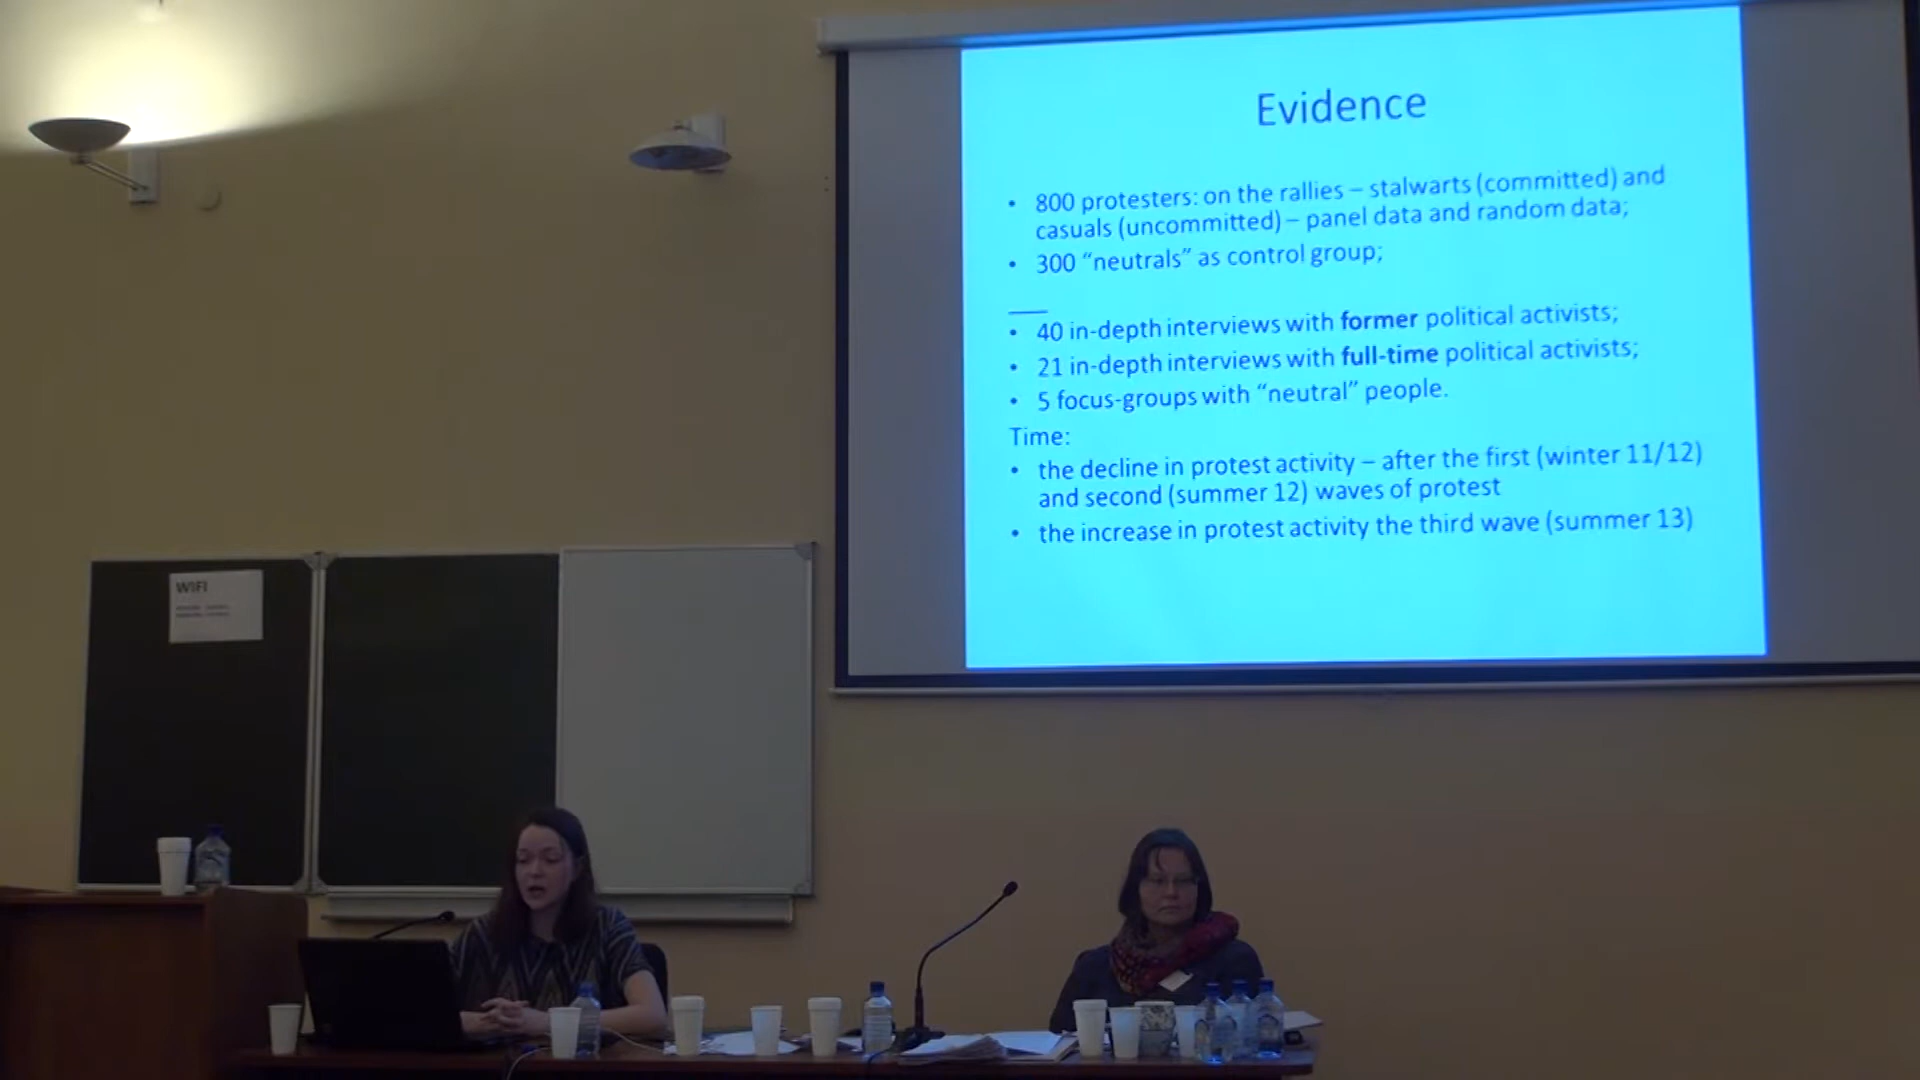 Evidence
• 800 protesters: on the rallies – stalwarts (committed) and
casuals (uncommitted) – panel data and random data;
• 300 “neutrals” as control group;
• 40 in-depth interviews with former political activists;
• 21 in-depth interviews with full-time political activists;
• 5 focus-groups with “neutral” people.
Time:
• the decline in protest activity – after the first (winter 11/12)
and second (summer 12) waves of protest
• the increase in protest activity the third wave (summer 13)
WIFI